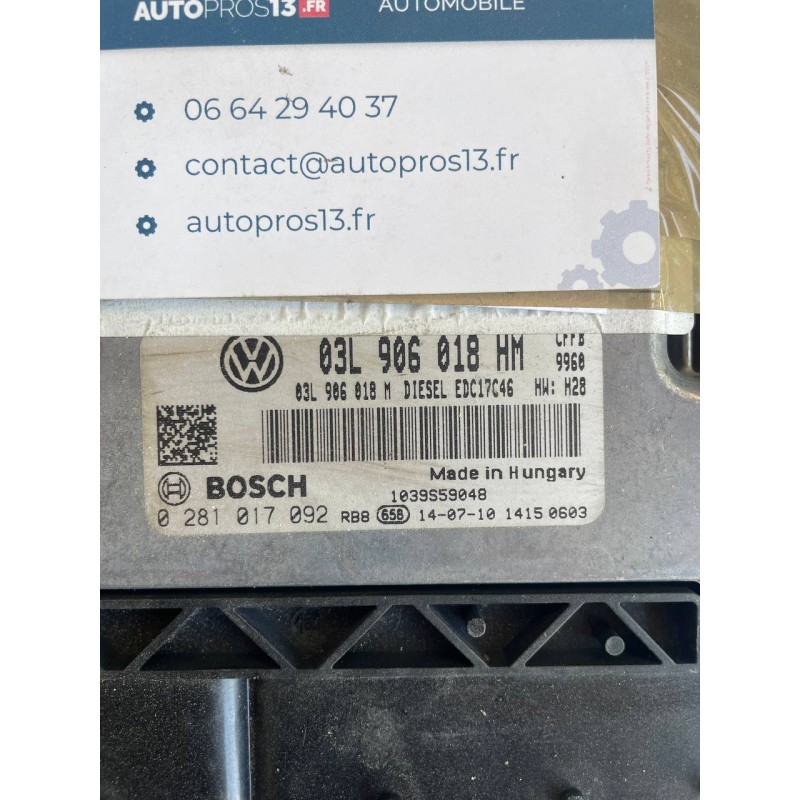 AUTOPROS13.FR
AUTOMOBILE
06 64 29 40 37
contact@autopros13.fr
autopros13.fr
03L 906 018 HM
CFFB
9960
03L 906 018 M DIESEL EDC17C46 HW: H28
Made in Hungary
BOSCH
1039S59048
0 281 017 092 RB8 658 14-07-10 1415 0603